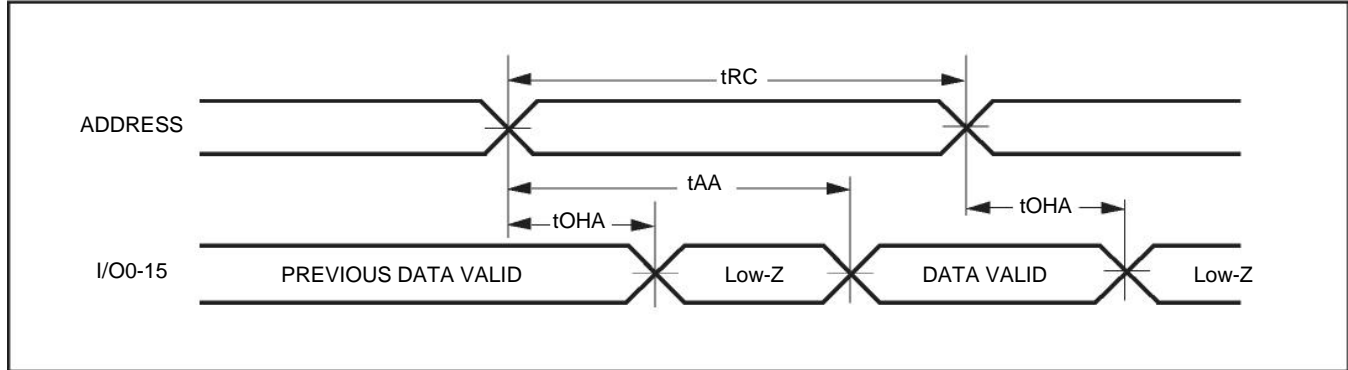 tRC
ADDRESS
tAA
tOHA
tOHA
I/O0-15
PREVIOUS DATA VALID
Low-Z
DATA VALID
Low-Z